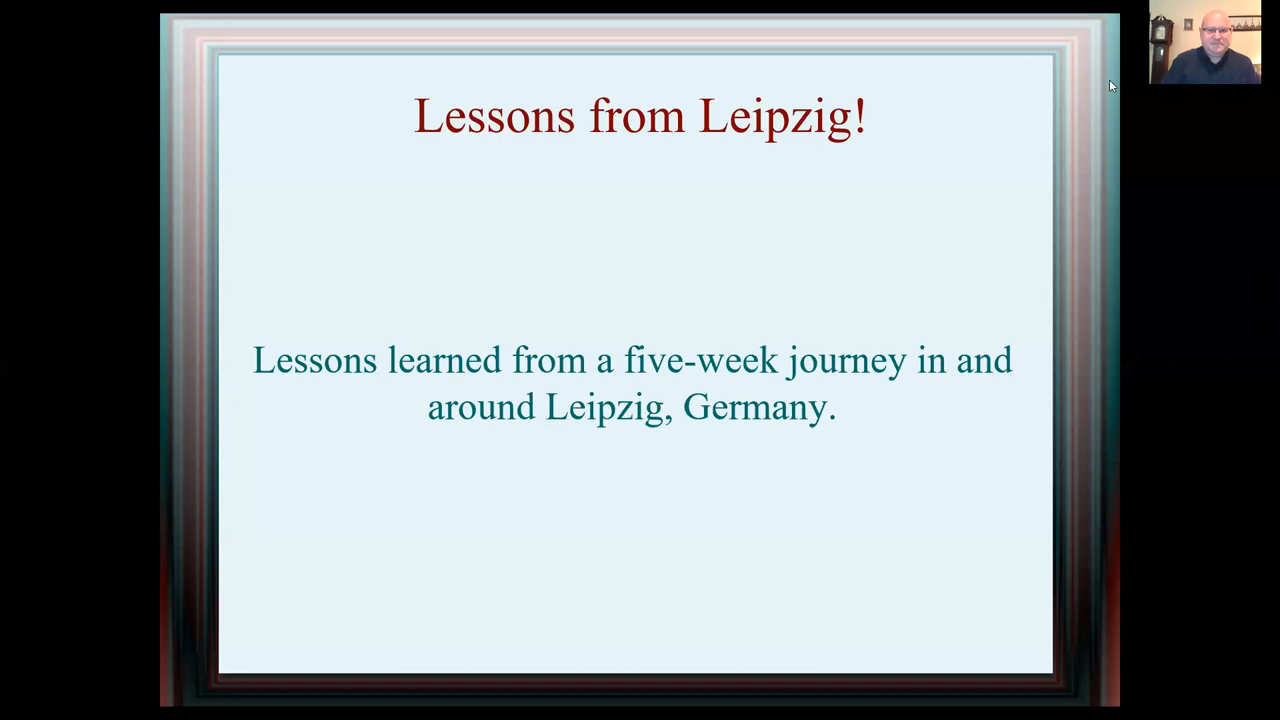 Lessons from Leipzig!
Lessons learned from a five-week journey in and
around Leipzig, Germany.